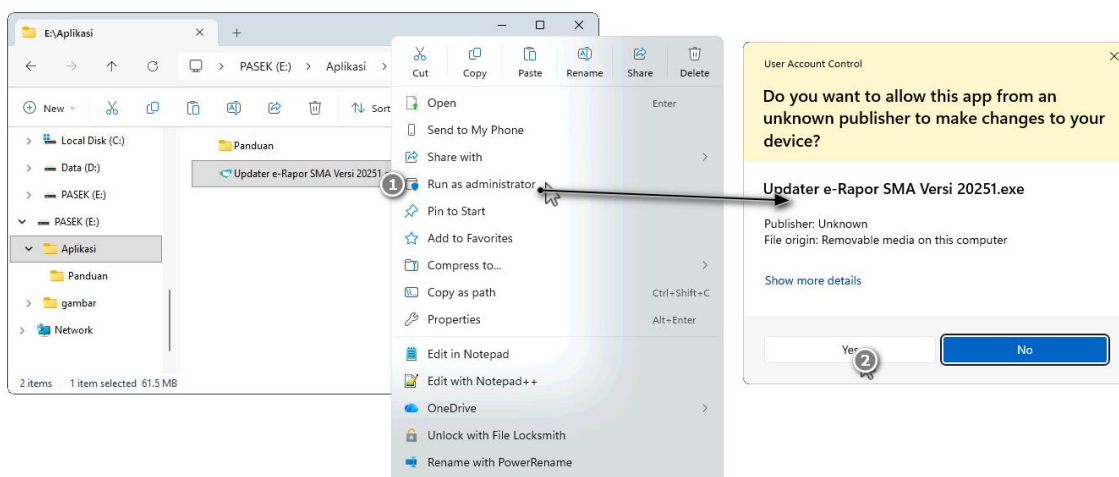 E:\Aplikasi
PASEK (E:) > Aplikasi >
New
Sort
Local Disk (C:)
Data (D:)
PASEK (E:)
PASEK (E:)
Aplikasi
Panduan
gambar
Network
Panduan
Updater e-Rapor SMA Versi 20251
2 items 1 item selected 61.5 MB
Cut Copy Paste Rename Share Delete
Open Enter
Send to My Phone
Share with
1
Run as administrator
Pin to Start
Add to Favorites
Compress to...
Copy as path Ctrl+Shift+C
Properties Alt+Enter
Edit in Notepad
Edit with Notepad++
OneDrive
Unlock with File Locksmith
Rename with PowerRename
User Account Control
Do you want to allow this app from an
unknown publisher to make changes to your
device?
Updater e-Rapor SMA Versi 20251.exe
Publisher: Unknown
File origin: Removable media on this computer
Show more details
Yes No
2